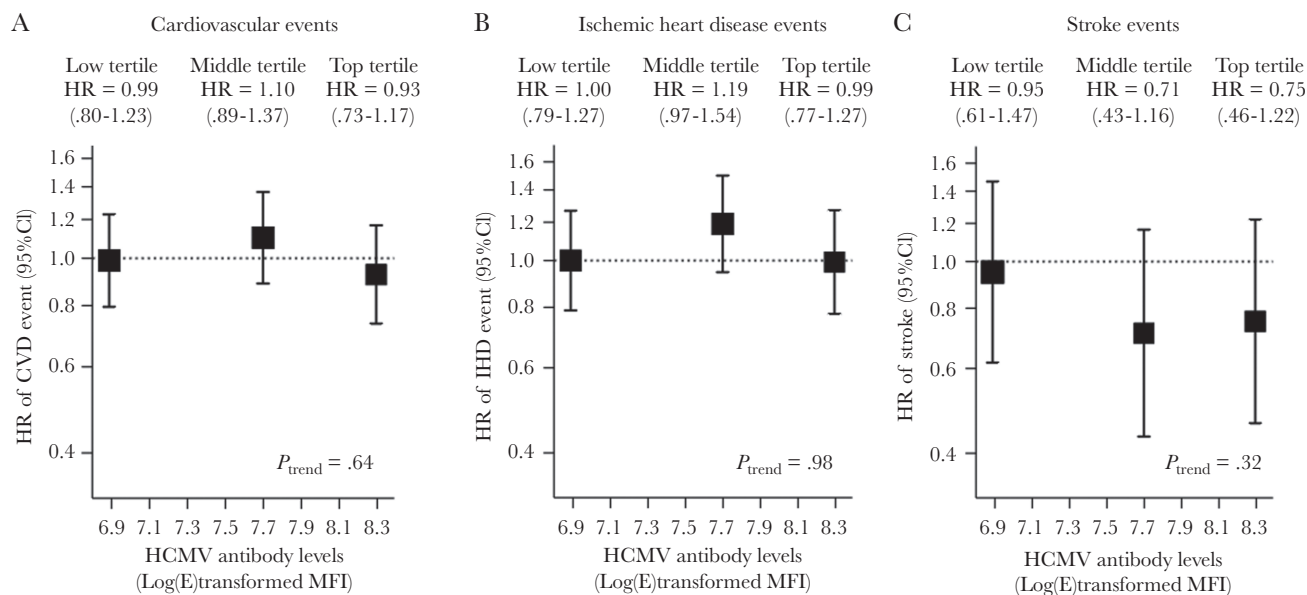 A
Cardiovascular events
Low tertile
HR = 0.99
(.80-1.23)
Middle tertile
HR = 1.10
(.89-1.37)
Top tertile
HR = 0.93
(.73-1.17)
HR of CVD event (95%CI)
1.6
1.4
1.2
1.0
0.8
0.6
0.4
Ptrend = .64
6.9 7.1 7.3 7.5 7.7 7.9 8.1 8.3
HCMV antibody levels
(Log(E)transformed MFI)
B
Ischemic heart disease events
Low tertile
HR = 1.00
(.79-1.27)
Middle tertile
HR = 1.19
(.97-1.54)
Top tertile
HR = 0.99
(.77-1.27)
HR of IHD event (95%CI)
1.6
1.4
1.2
1.0
0.8
0.6
0.4
Ptrend = .98
6.9 7.1 7.3 7.5 7.7 7.9 8.1 8.3
HCMV antibody levels
(Log(E)transformed MFI)
C
Stroke events
Low tertile
HR = 0.95
(.61-1.47)
Middle tertile
HR = 0.71
(.43-1.16)
Top tertile
HR = 0.75
(.46-1.22)
HR of stroke (95%CI)
1.6
1.4
1.2
1.0
0.8
0.6
0.4
Ptrend = .32
6.9 7.1 7.3 7.5 7.7 7.9 8.1 8.3
HCMV antibody levels
(Log(E)transformed MFI)